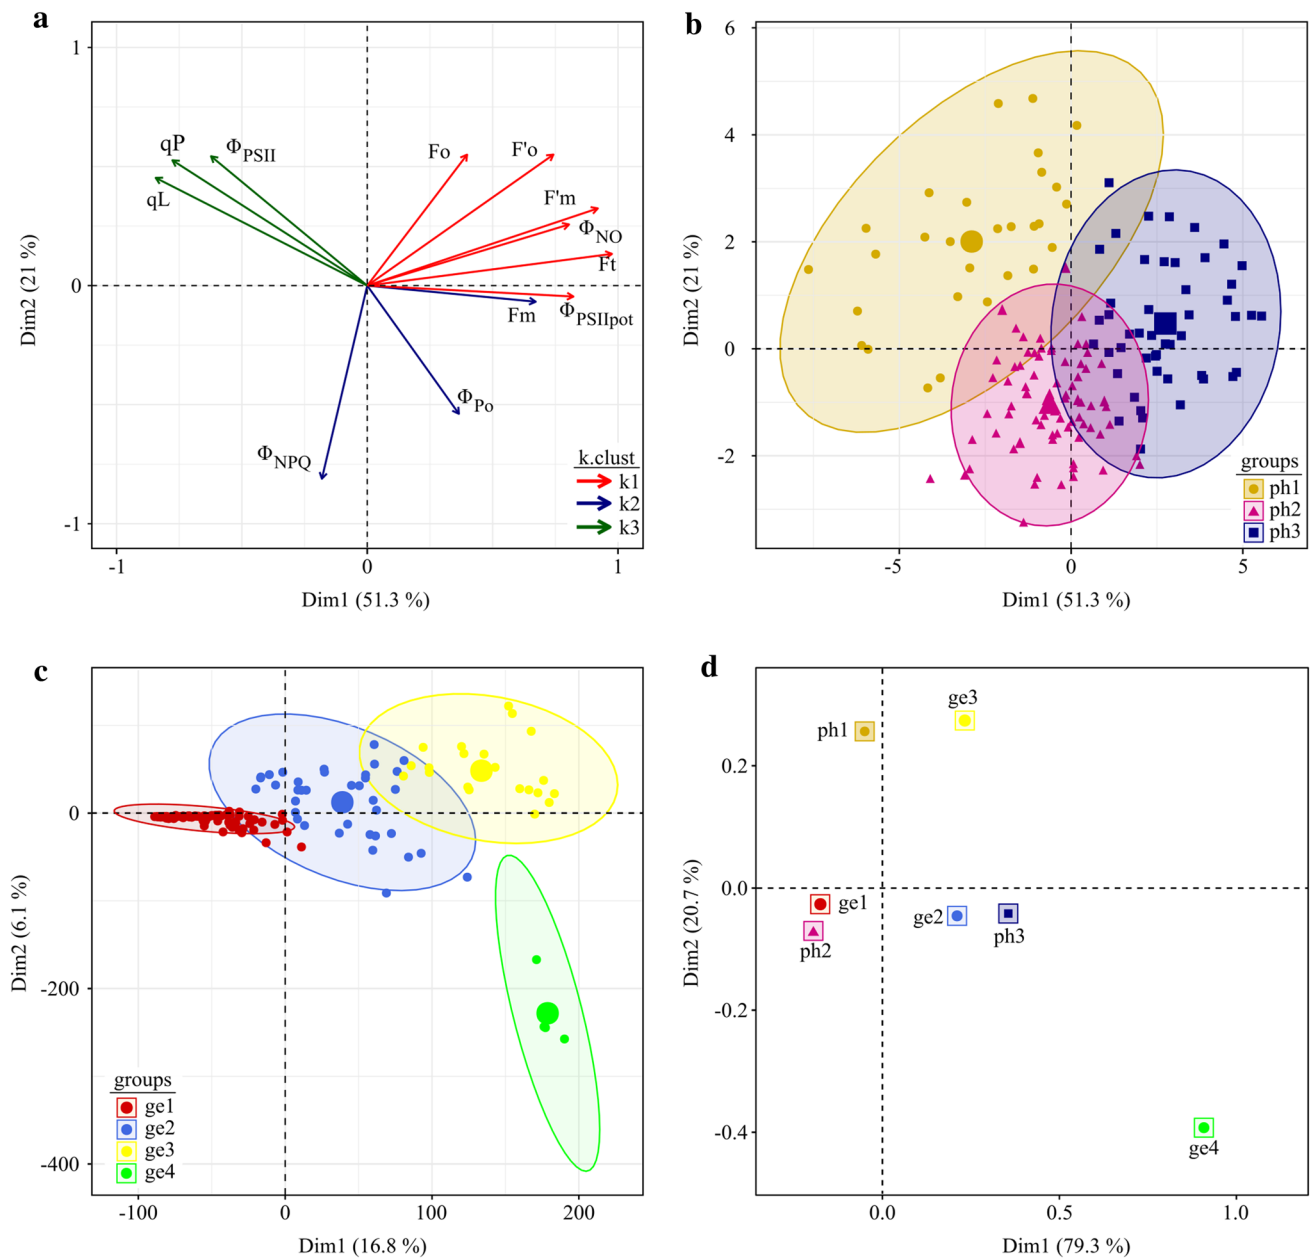 a
1
0
-1
-1
0
1
Dim2 (21 %)
Dim1 (51.3 %)
qP
ΦPSII
qL
Fo
F'o
F'm
ΦNO
Ft
Fm
ΦPSIIpot
ΦPo
ΦNPQ
k.clust
k1
k2
k3
b
6
4
2
0
-2
-5
0
5
Dim2 (21 %)
Dim1 (51.3 %)
groups
ph1
ph2
ph3
c
0
-200
-400
-100
0
100
200
Dim2 (6.1 %)
Dim1 (16.8 %)
groups
ge1
ge2
ge3
ge4
d
0.2
0.0
-0.2
-0.4
0.0
0.5
1.0
Dim2 (20.7 %)
Dim1 (79.3 %)
ge3
ph1
ge1
ph2
ge2
ph3
ge4